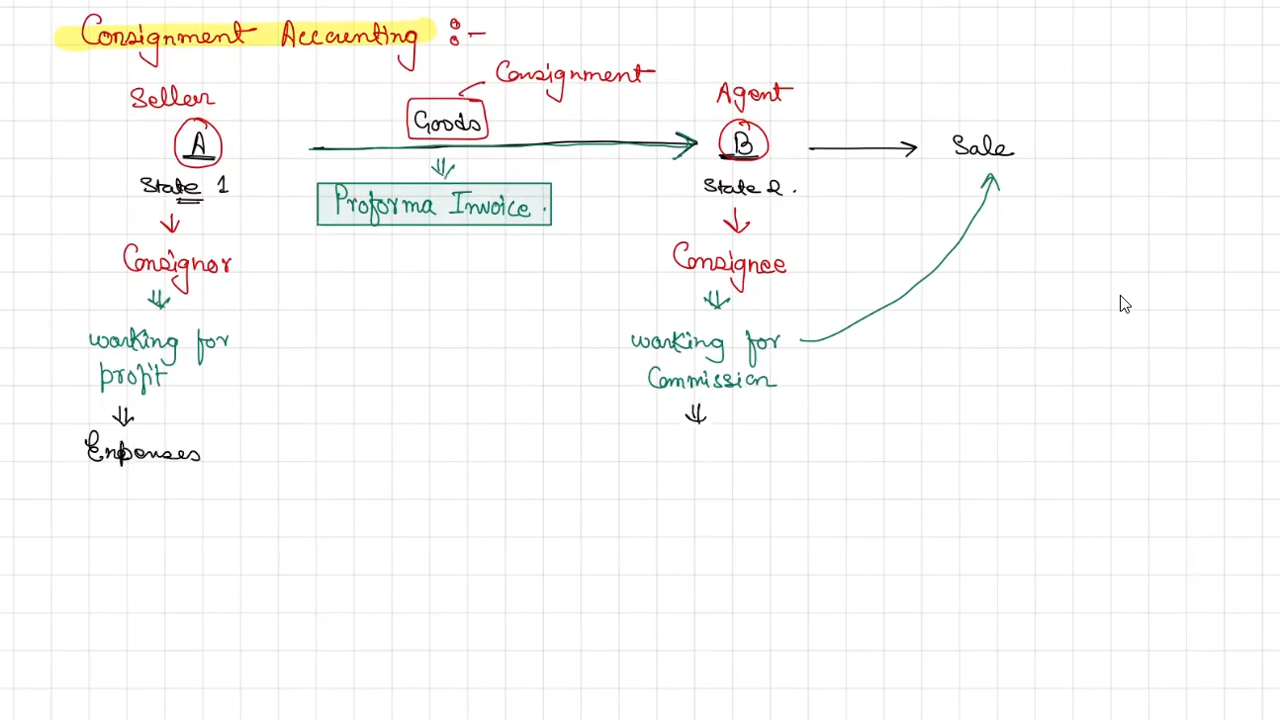 Consignment Accounting :-
Consignment
Seller
Goods
Agent
A
B
Sale
State 1
Proforma Invoice.
State 2.
Consignor
Consignee
working for
profit
working for
Commission
Expenses